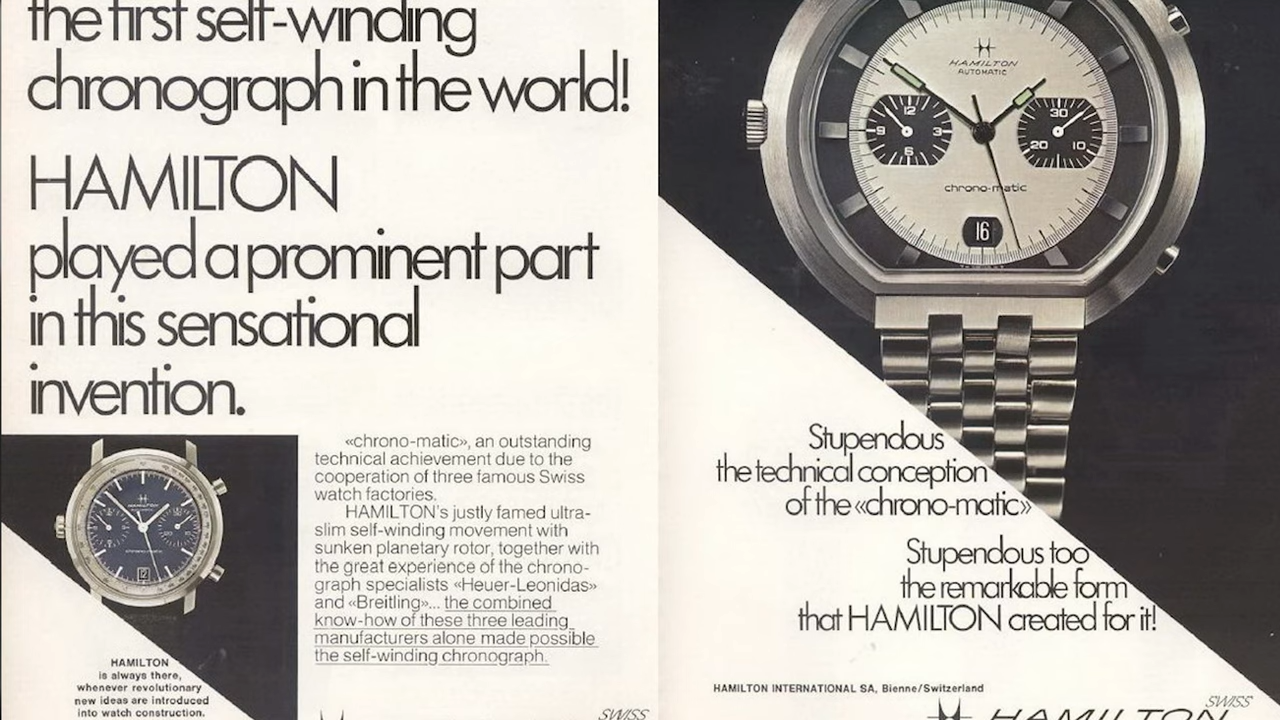 the first self-winding
chronograph in the world!
HAMILTON
played a prominent part
in this sensational
invention.
«chrono-matic», an outstanding
technical achievement due to the
cooperation of three famous Swiss
watch factories.
HAMILTON's justly famed ultra-
slim self-winding movement with
sunken planetary rotor, together with
the great experience of the chrono-
graph specialists «Heuer-Leonidas»
and «Breitling»... the combined
know-how of these three leading
manufacturers alone made possible
the self-winding chronograph.
HAMILTON
is always there,
whenever revolutionary
new ideas are introduced
into watch construction.
SWISS
HAMILTON
AUTOMATIC
12
9 3
6
30
20 10
chrono-matic
16
Stupendous
the technical conception
of the «chrono-matic»
Stupendous too
the remarkable form
that HAMILTON created for it!
HAMILTON INTERNATIONAL SA, Bienne/Switzerland
SWISS
HAMILTON